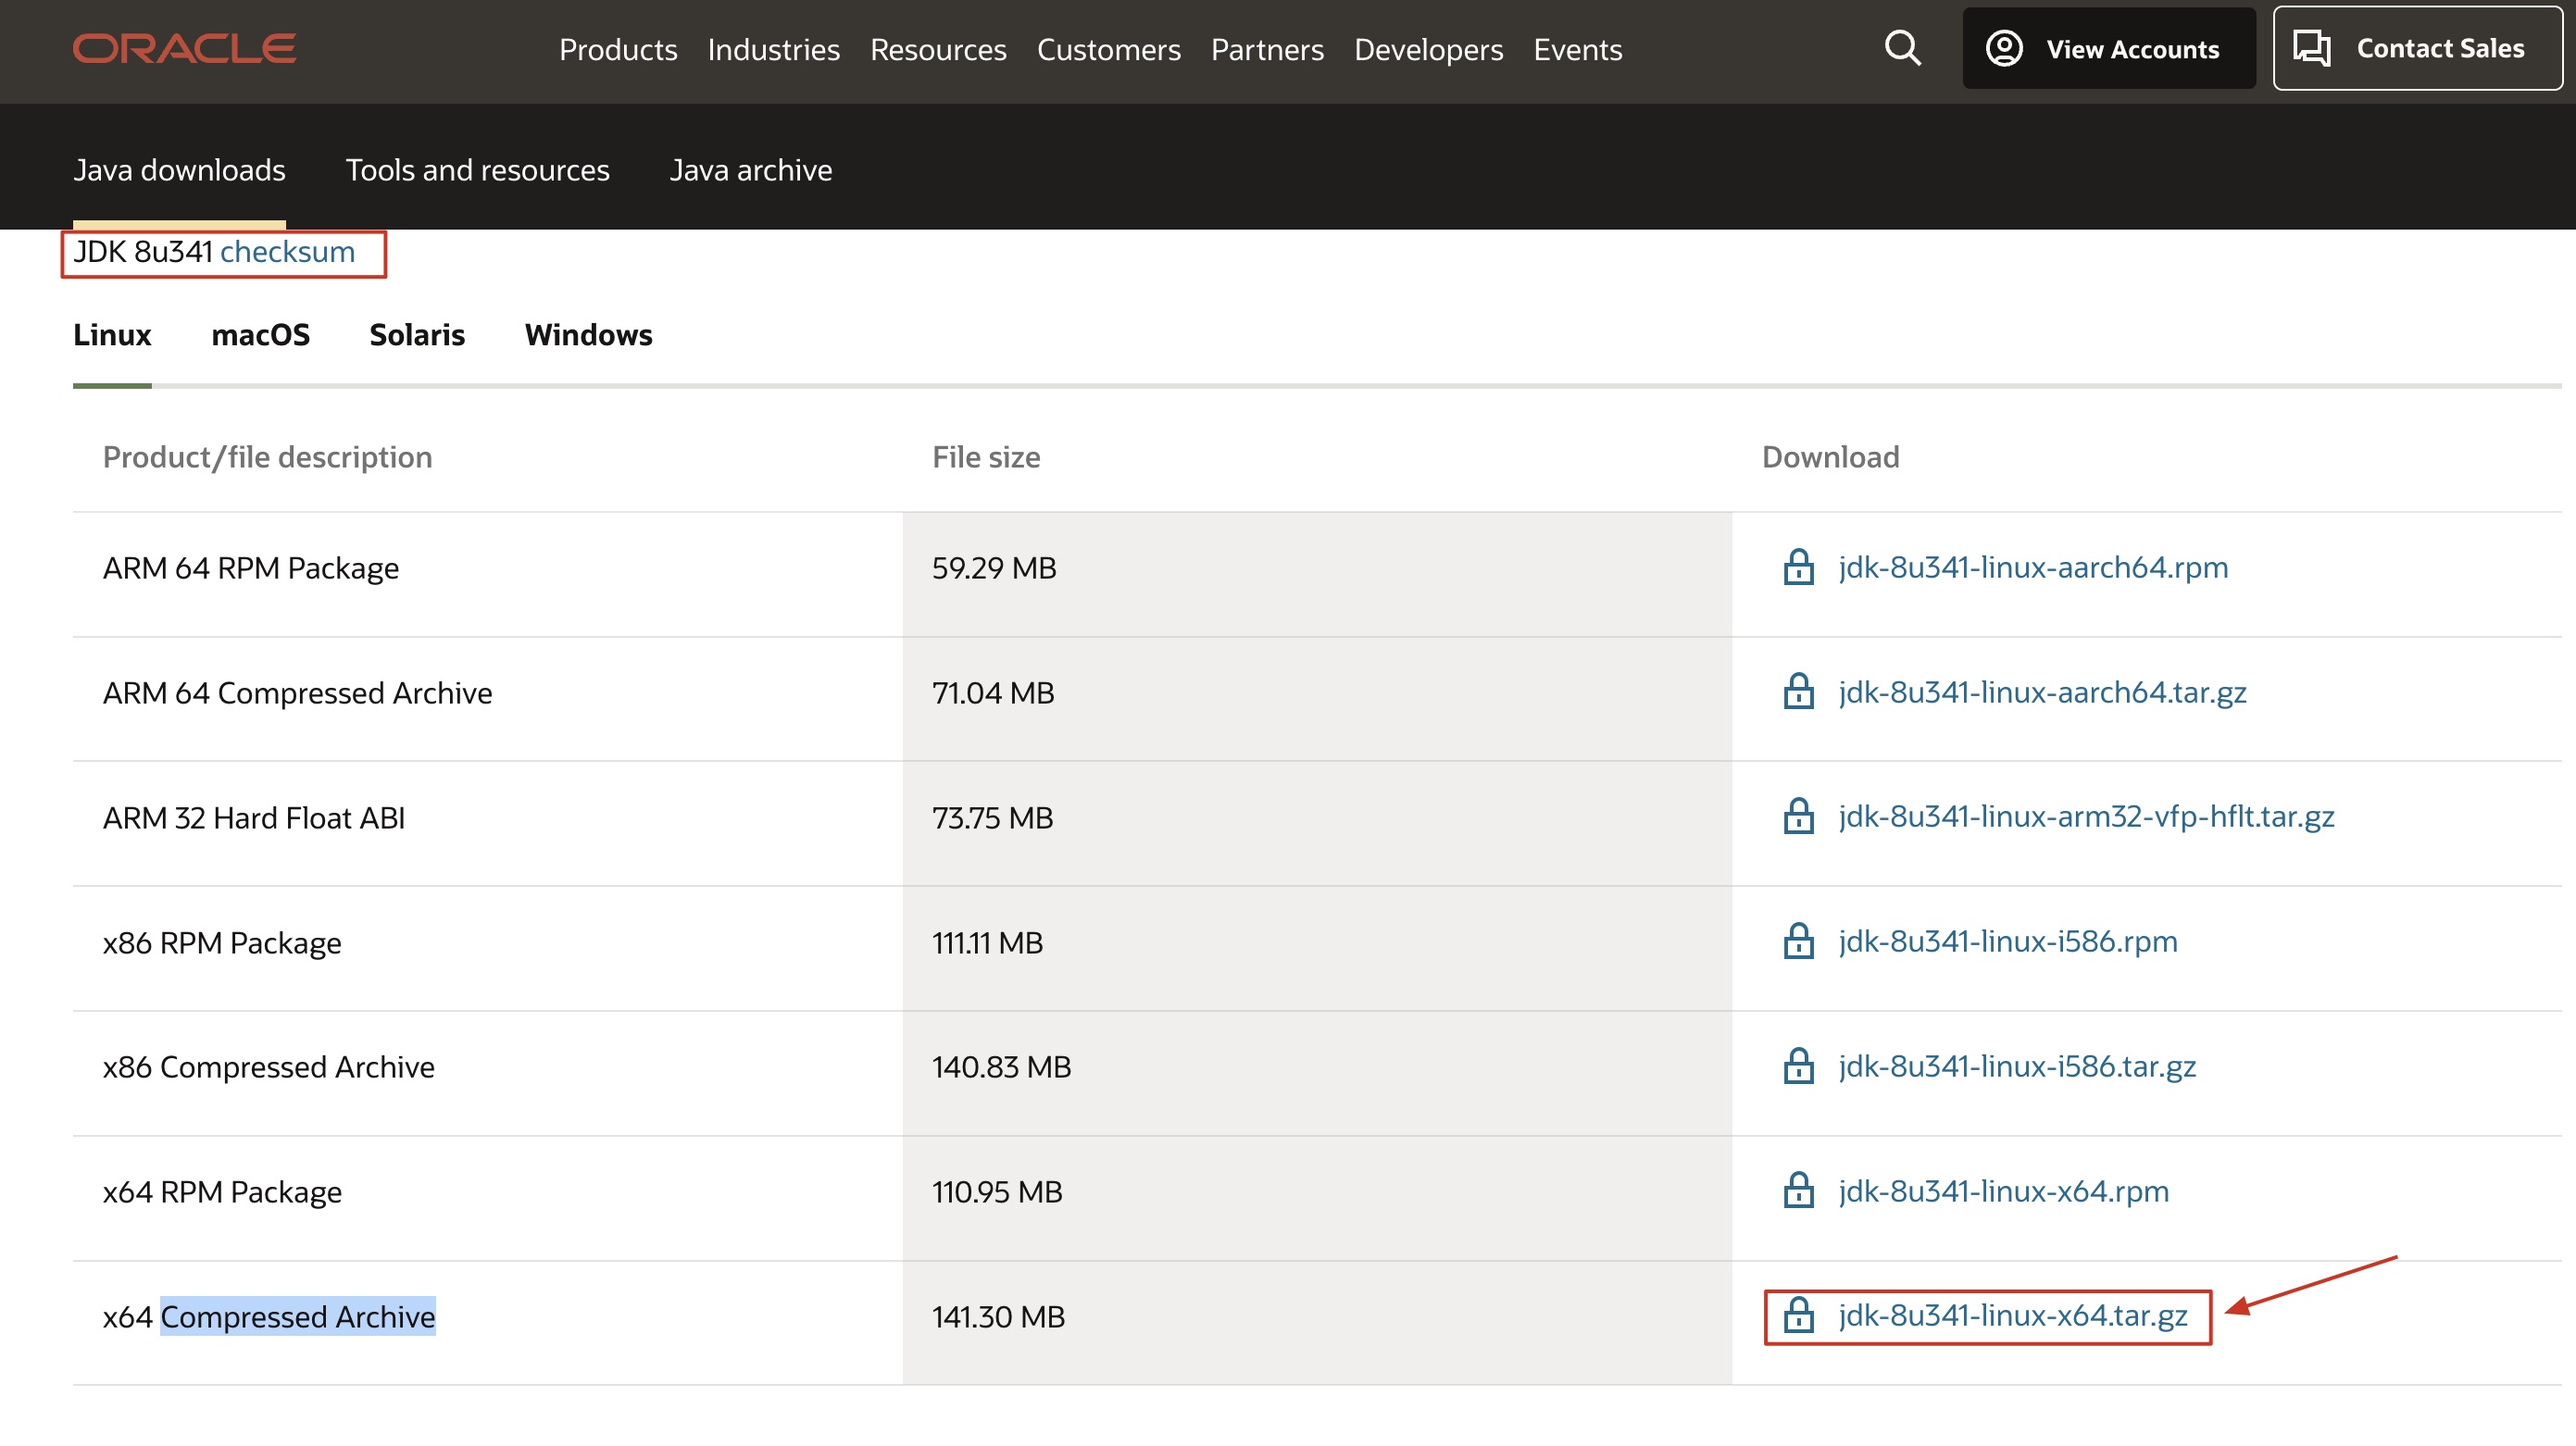 ORACLE
Products Industries Resources Customers Partners Developers Events
View Accounts
Contact Sales
Java downloads Tools and resources Java archive
JDK 8u341 checksum
Linux macOS Solaris Windows
Product/file description File size Download
ARM 64 RPM Package 59.29 MB jdk-8u341-linux-aarch64.rpm
ARM 64 Compressed Archive 71.04 MB jdk-8u341-linux-aarch64.tar.gz
ARM 32 Hard Float ABI 73.75 MB jdk-8u341-linux-arm32-vfp-hflt.tar.gz
x86 RPM Package 111.11 MB jdk-8u341-linux-i586.rpm
x86 Compressed Archive 140.83 MB jdk-8u341-linux-i586.tar.gz
x64 RPM Package 110.95 MB jdk-8u341-linux-x64.rpm
x64 Compressed Archive 141.30 MB jdk-8u341-linux-x64.tar.gz